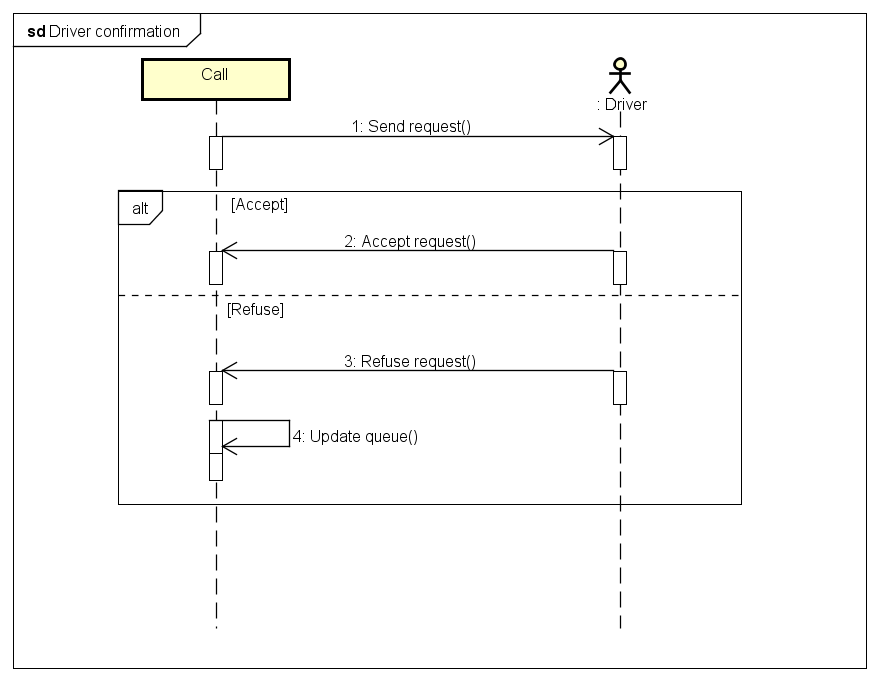 sd Driver confirmation
Call
: Driver
1: Send request()
alt
[Accept]
2: Accept request()
[Refuse]
3: Refuse request()
4: Update queue()